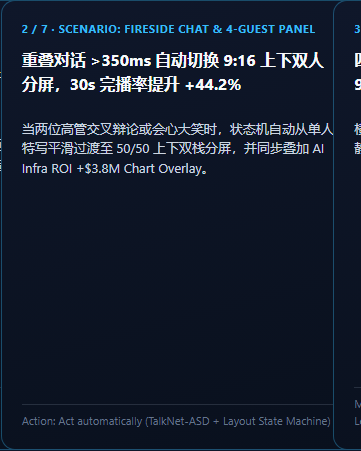 2 / 7 · SCENARIO: FIRESIDE CHAT & 4-GUEST PANEL
重叠对话 >350ms 自动切换 9:16 上下双人
分屏，30s 完播率提升 +44.2%
当两位高管交叉辩论或会心大笑时，状态机自动从单人
特写平滑过渡至 50/50 上下双栈分屏，并同步叠加 AI
Infra ROI +$3.8M Chart Overlay。
Action: Act automatically (TalkNet-ASD + Layout State Machine)
3
9